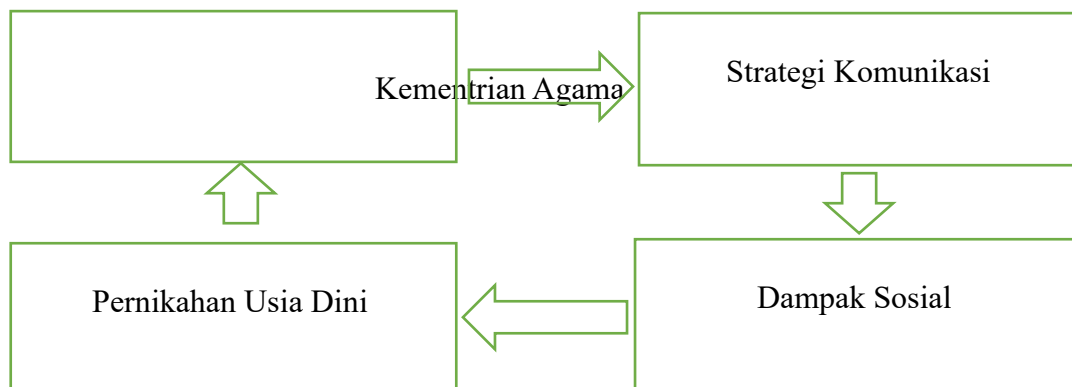 Kementrian Agama
Strategi Komunikasi
Pernikahan Usia Dini
Dampak Sosial